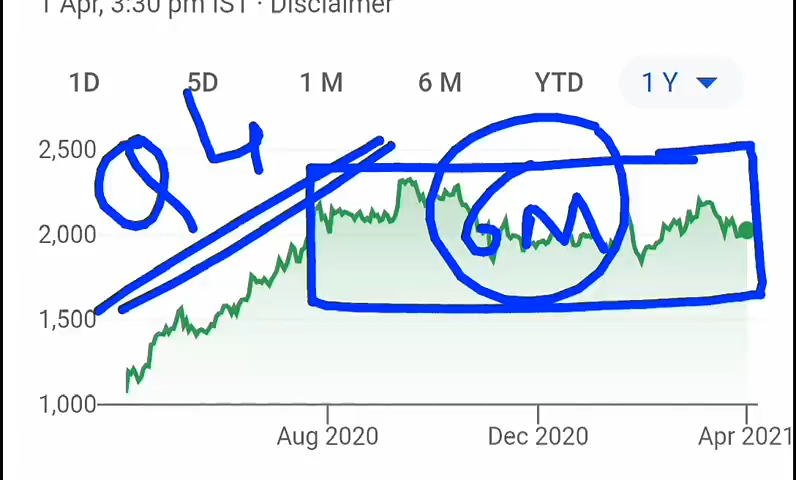 1 Apr, 3:30 pm IST · Disclaimer
1D 5D 1 M 6 M YTD 1 Y
Q4
2,500
6M
2,000
1,500
1,000
Aug 2020 Dec 2020 Apr 2021